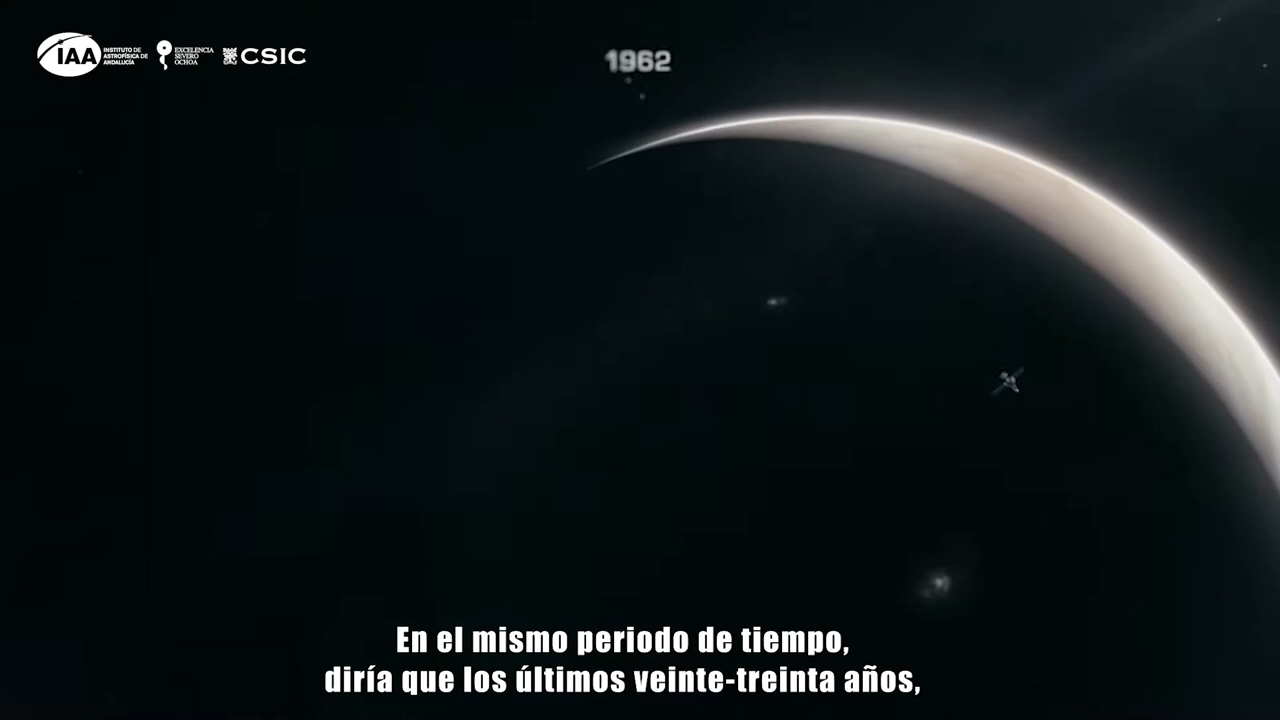 IAA
INSTITUTO DE
ASTROFÍSICA DE
ANDALUCÍA
EXCELENCIA
SEVERO
OCHOA
CSIC
1962
En el mismo periodo de tiempo,
diría que los últimos veinte-treinta años,